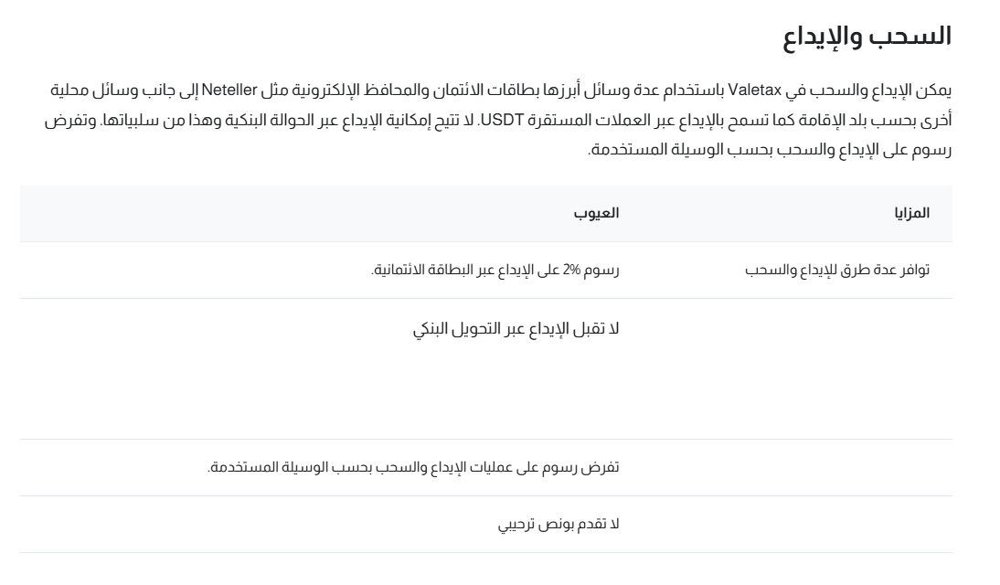 السحب والإيداع
يمكن الإيداع والسحب في Valetax باستخدام عدة وسائل أبرزها بطاقات الائتمان والمحافظ الإلكترونية مثل Neteller إلى جانب وسائل محلية
أخرى بحسب بلد الإقامة كما تسمح بالإيداع عبر العملات المستقرة USDT. لا تتيح إمكانية الإيداع عبر الحوالة البنكية وهذا من سلبياتها. وتفرض
رسوم على الإيداع والسحب بحسب الوسيلة المستخدمة.
المزايا العيوب
توافر عدة طرق للإيداع والسحب رسوم 2% على الإيداع عبر البطاقة الائتمانية.
لا تقبل الإيداع عبر التحويل البنكي
تفرض رسوم على عمليات الإيداع والسحب بحسب الوسيلة المستخدمة.
لا تقدم بونص ترحيبي